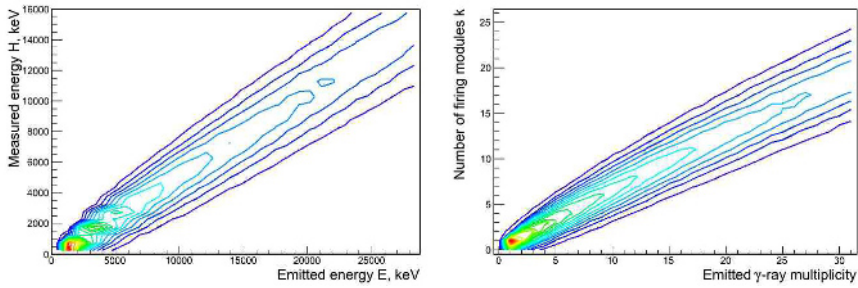 Measured energy H, keV
16000
14000
12000
10000
8000
6000
4000
2000
0
0 5000 10000 15000 20000 25000
Emitted energy E, keV
Number of firing modules k
25
20
15
10
5
0
0 5 10 15 20 25 30
Emitted γ-ray multiplicity